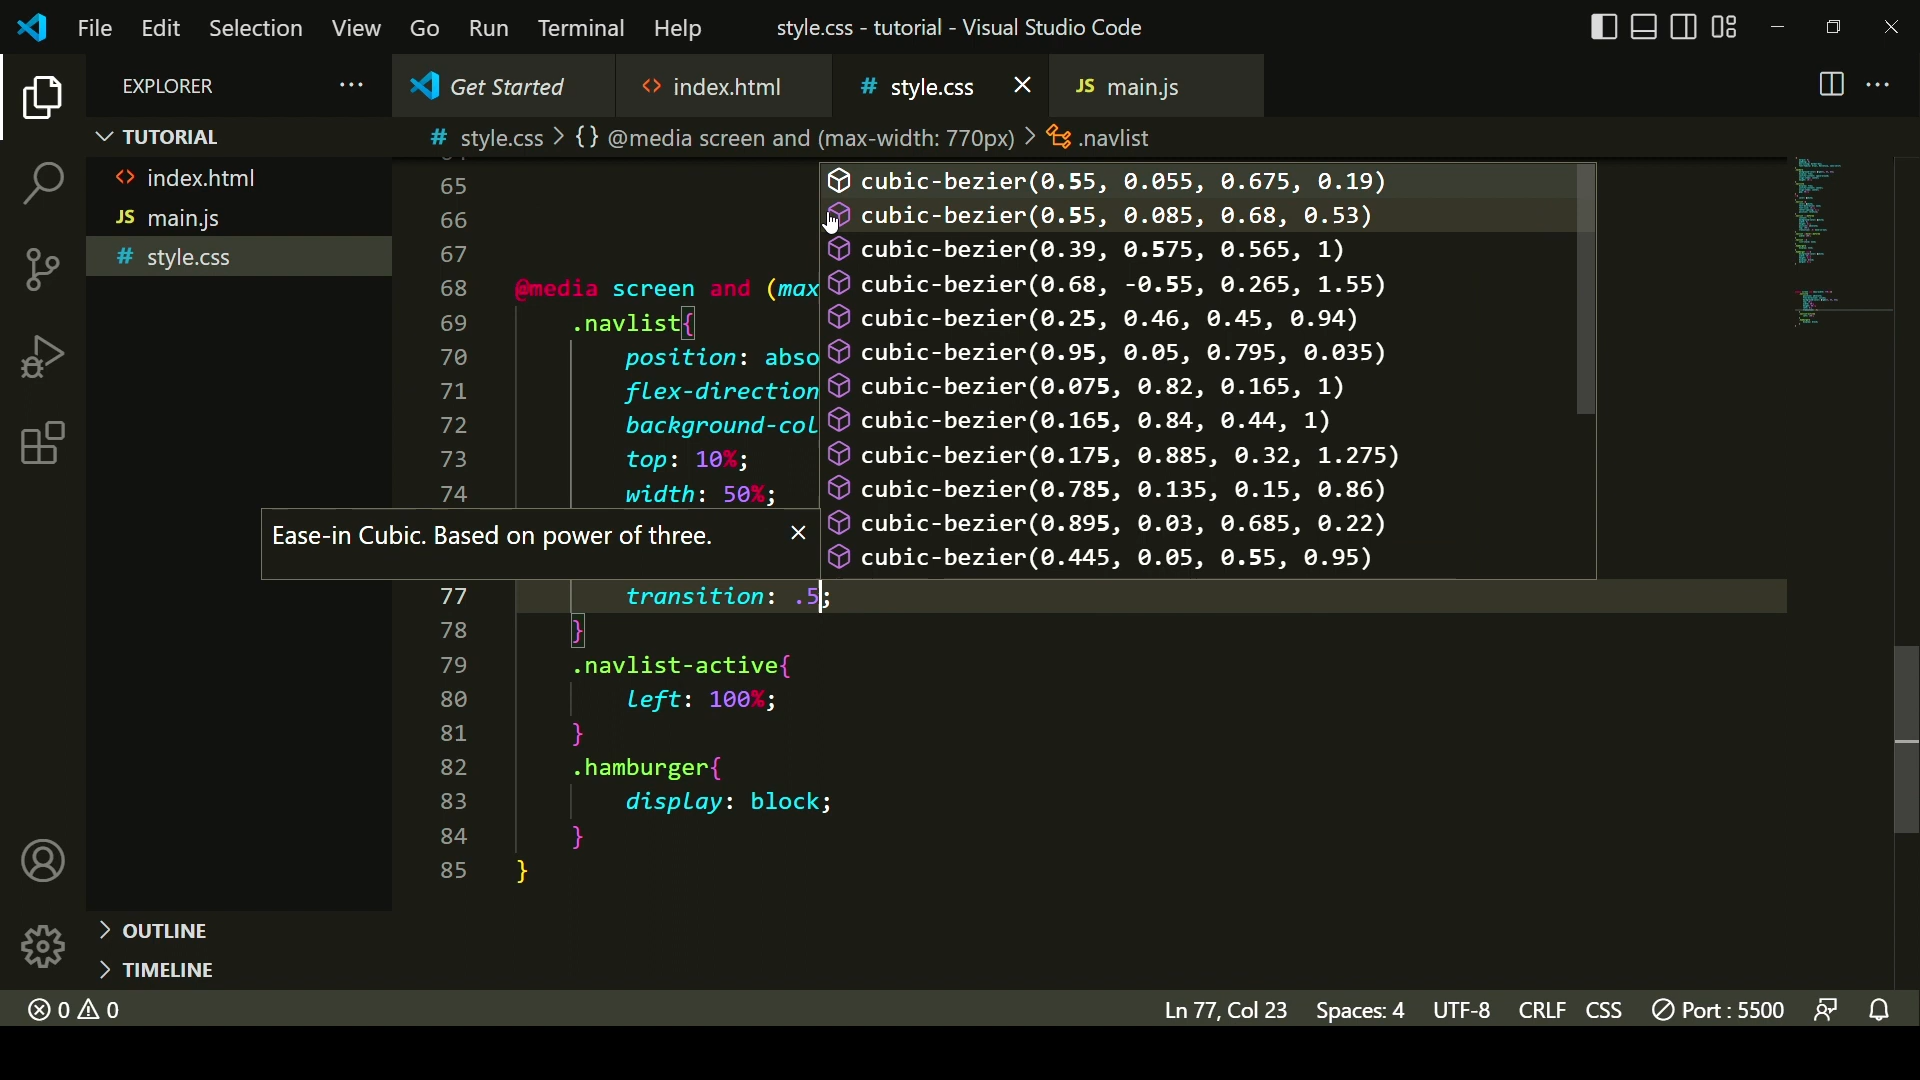 File Edit Selection View Go Run Terminal Help style.css - tutorial - Visual Studio Code
EXPLORER ··· Get Started <> index.html # style.css × JS main.js ···
TUTORIAL
# style.css > {} @media screen and (max-width: 770px) > .navlist
<> index.html
JS main.js
# style.css
65
66
67
68 @media screen and (max
69 .navlist{
70 position: abso
71 flex-direction
72 background-col
73 top: 10%;
74 width: 50%;
cubic-bezier(0.55, 0.055, 0.675, 0.19)
cubic-bezier(0.55, 0.085, 0.68, 0.53)
cubic-bezier(0.39, 0.575, 0.565, 1)
cubic-bezier(0.68, -0.55, 0.265, 1.55)
cubic-bezier(0.25, 0.46, 0.45, 0.94)
cubic-bezier(0.95, 0.05, 0.795, 0.035)
cubic-bezier(0.075, 0.82, 0.165, 1)
cubic-bezier(0.165, 0.84, 0.44, 1)
cubic-bezier(0.175, 0.885, 0.32, 1.275)
cubic-bezier(0.785, 0.135, 0.15, 0.86)
cubic-bezier(0.895, 0.03, 0.685, 0.22)
cubic-bezier(0.445, 0.05, 0.55, 0.95)
Ease-in Cubic. Based on power of three. ×
77 transition: .5;
78 }
79 .navlist-active{
80 left: 100%;
81 }
82 .hamburger{
83 display: block;
84 }
85 }
OUTLINE
TIMELINE
0 0 Ln 77, Col 23 Spaces: 4 UTF-8 CRLF CSS Port : 5500